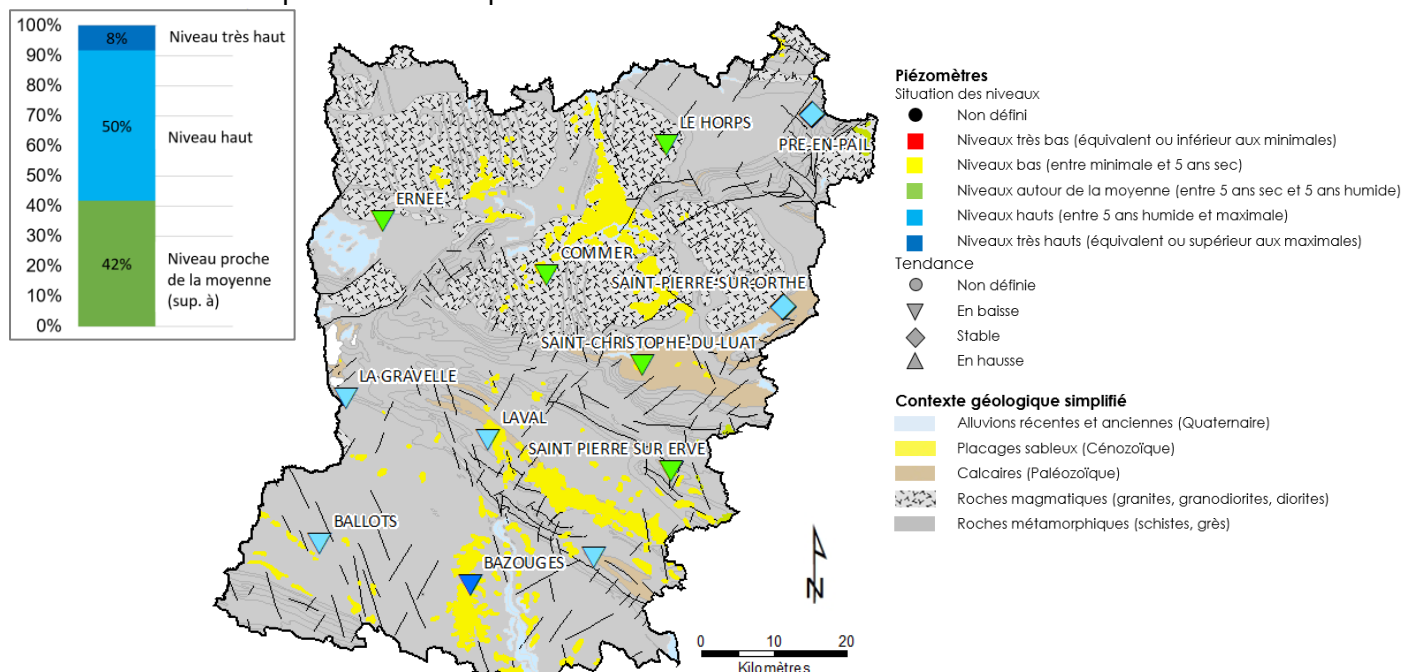 100%
90%
80%
70%
60%
50%
40%
30%
20%
10%
0%
8%
50%
42%
Niveau très haut
Niveau haut
Niveau proche
de la moyenne
(sup. à)
LE HORPS
PRE-EN-PAIL
ERNEE
COMMER
SAINT-PIERRE-SUR-ORTHE
SAINT-CHRISTOPHE-DU-LUAT
LA GRAVELLE
LAVAL
SAINT PIERRE SUR ERVE
BALLOTS
BAZOUGES
N
0 10 20
Kilomètres
Piézomètres
Situation des niveaux
Non défini
Niveaux très bas (équivalent ou inférieur aux minimales)
Niveaux bas (entre minimale et 5 ans sec)
Niveaux autour de la moyenne (entre 5 ans sec et 5 ans humide)
Niveaux hauts (entre 5 ans humide et maximale)
Niveaux très hauts (équivalent ou supérieur aux maximales)
Tendance
Non définie
En baisse
Stable
En hausse
Contexte géologique simplifié
Alluvions récentes et anciennes (Quaternaire)
Placages sableux (Cénozoïque)
Calcaires (Paléozoïque)
Roches magmatiques (granites, granodiorites, diorites)
Roches métamorphiques (schistes, grès)